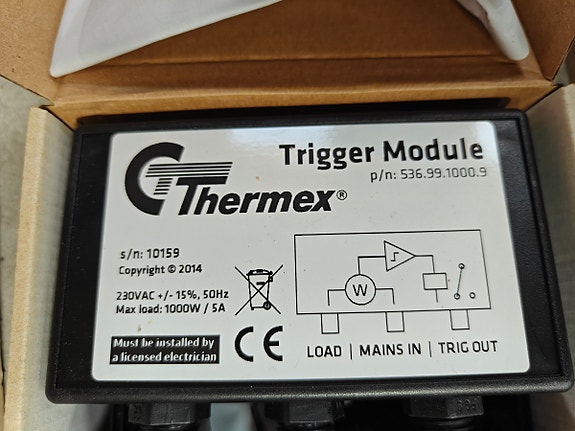 Trigger Module
p/n: 536.99.1000.9
Thermex®
s/n: 10159
Copyright © 2014
230VAC +/- 15%, 50Hz
Max load: 1000W / 5A
Must be installed by
a licensed electrician
CE
W
LOAD | MAINS IN | TRIG OUT